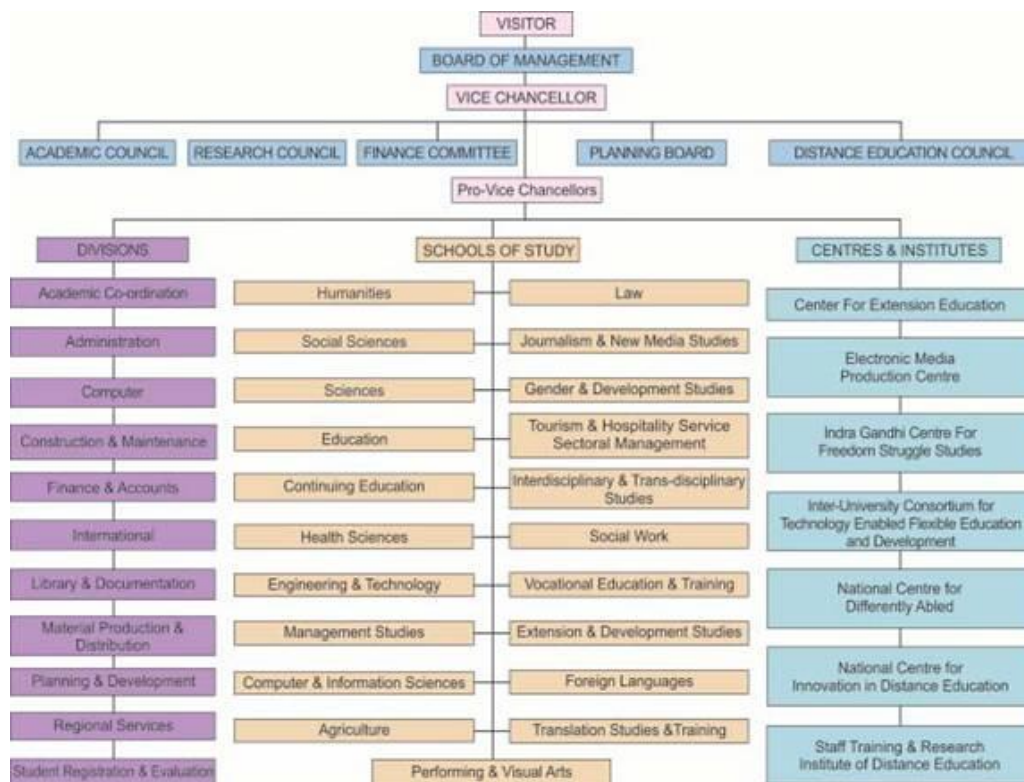 VISITOR
BOARD OF MANAGEMENT
VICE CHANCELLOR
ACADEMIC COUNCIL
RESEARCH COUNCIL
FINANCE COMMITTEE
PLANNING BOARD
DISTANCE EDUCATION COUNCIL
Pro-Vice Chancellors
DIVISIONS
Academic Co-ordination
Administration
Computer
Construction & Maintenance
Finance & Accounts
International
Library & Documentation
Material Production &
Distribution
Planning & Development
Regional Services
Student Registration & Evaluation
SCHOOLS OF STUDY
Humanities
Social Sciences
Sciences
Education
Continuing Education
Health Sciences
Engineering & Technology
Management Studies
Computer & Information Sciences
Agriculture
Law
Journalism & New Media Studies
Gender & Development Studies
Tourism & Hospitality Service
Sectoral Management
Interdisciplinary & Trans-disciplinary
Studies
Social Work
Vocational Education & Training
Extension & Development Studies
Foreign Languages
Translation Studies &Training
Performing & Visual Arts
CENTRES & INSTITUTES
Center For Extension Education
Electronic Media
Production Centre
Indra Gandhi Centre For
Freedom Struggle Studies
Inter-University Consortium for
Technology Enabled Flexible Education
and Development
National Centre for
Differently Abled
National Centre for
Innovation in Distance Education
Staff Training & Research
Institute of Distance Education